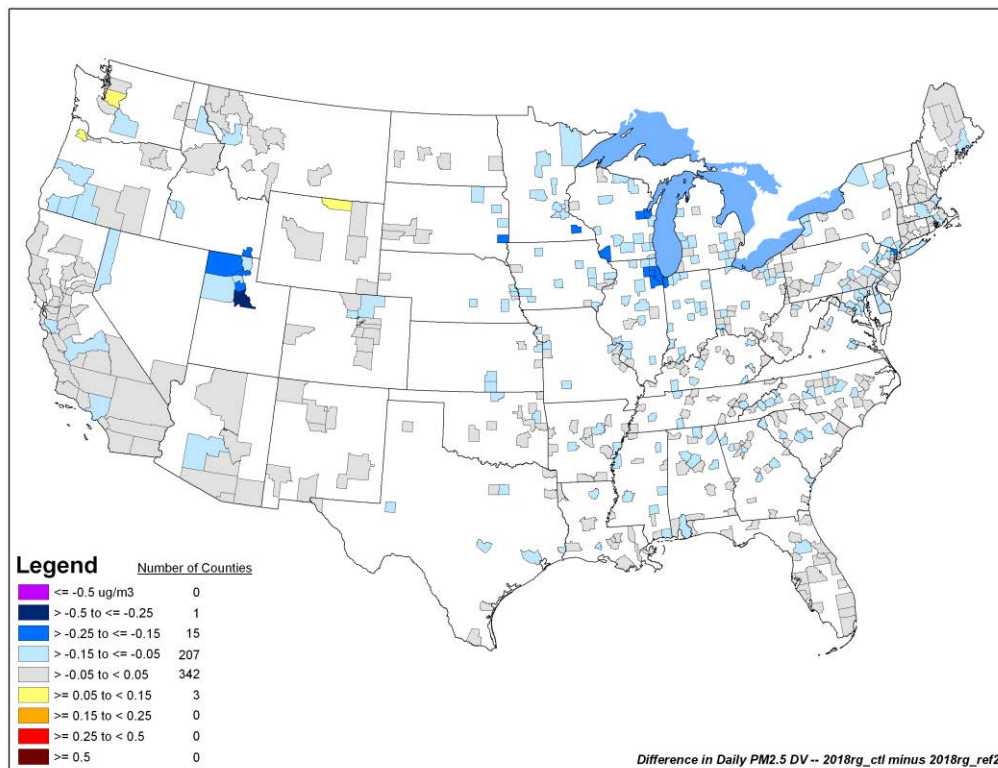 Legend Number of Counties
<= -0.5 ug/m3 0
> -0.5 to <= -0.25 1
> -0.25 to <= -0.15 15
> -0.15 to <= -0.05 207
> -0.05 to < 0.05 342
>= 0.05 to < 0.15 3
>= 0.15 to < 0.25 0
>= 0.25 to < 0.5 0
>= 0.5 0
Difference in Daily PM2.5 DV -- 2018rg_ctl minus 2018rg_ref2